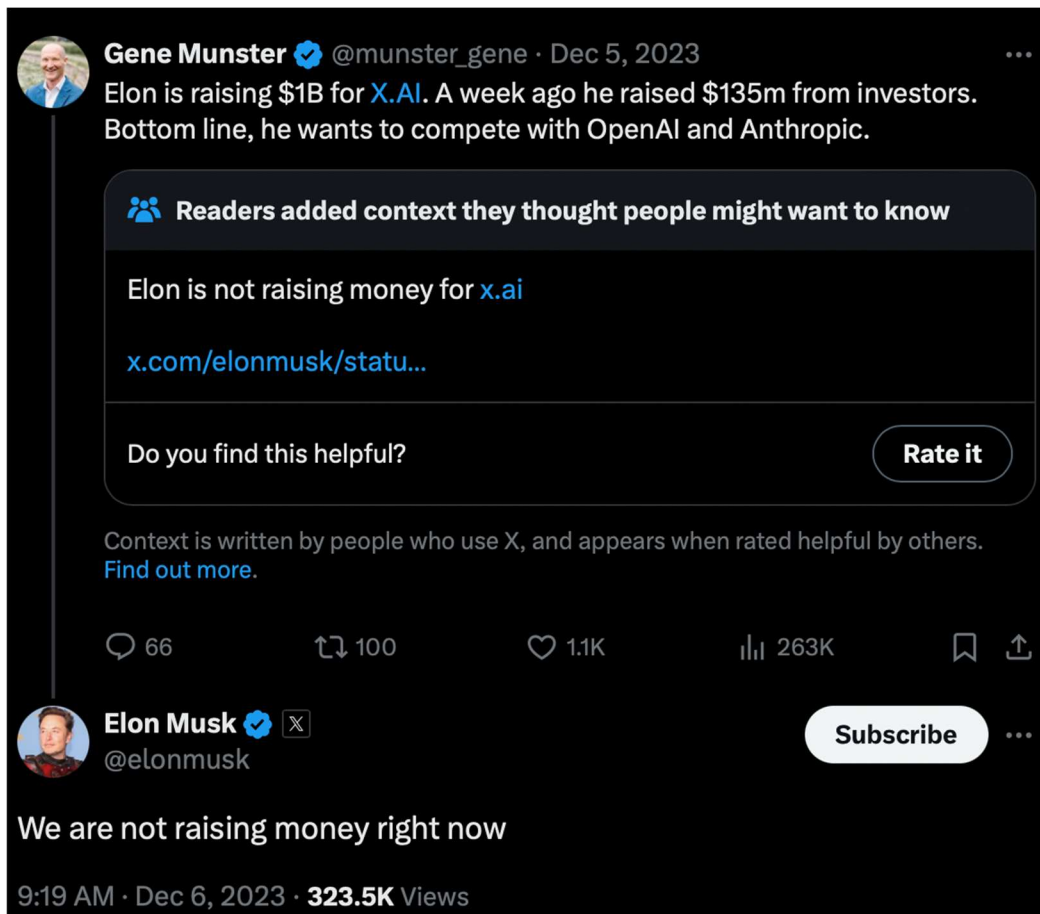 Gene Munster @munster_gene · Dec 5, 2023
Elon is raising $1B for X.AI. A week ago he raised $135m from investors.
Bottom line, he wants to compete with OpenAI and Anthropic.
Readers added context they thought people might want to know
Elon is not raising money for x.ai
x.com/elonmusk/statu...
Do you find this helpful?
Rate it
Context is written by people who use X, and appears when rated helpful by others.
Find out more.
66 100 1.1K 263K
Elon Musk X
@elonmusk
Subscribe
We are not raising money right now
9:19 AM · Dec 6, 2023 · 323.5K Views